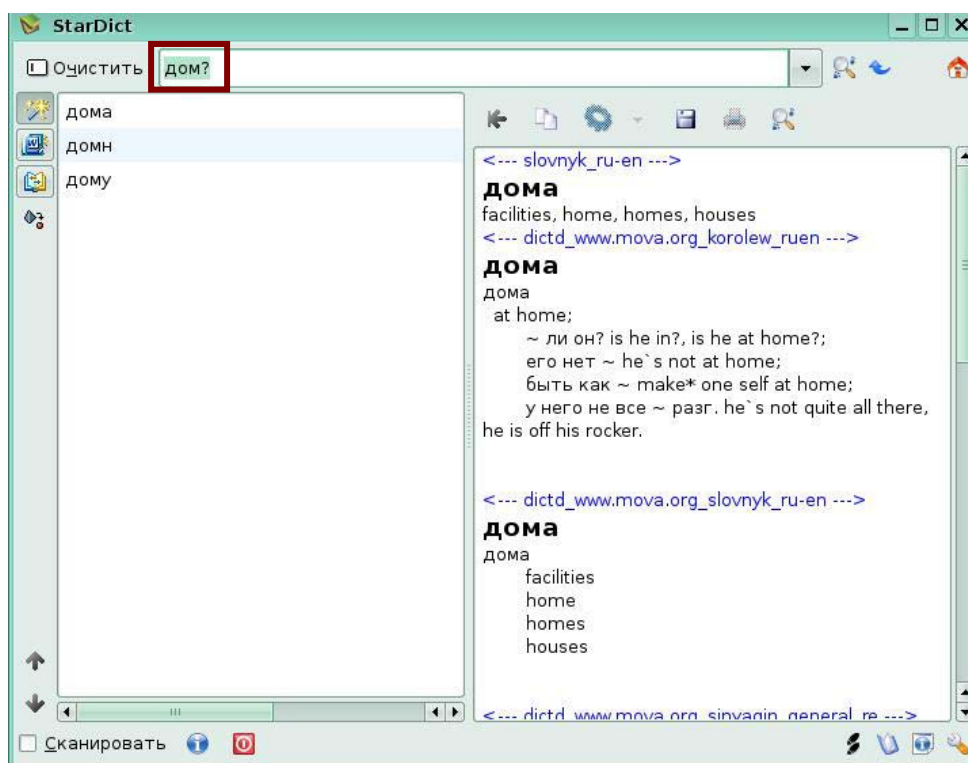 StarDict
Очистить дом?
дома
домн
дому
<--- slovnyk_ru-en --->
дома
facilities, home, homes, houses
<--- dictd_www.mova.org_korolew_ruen --->
дома
дома
at home;
~ ли он? is he in?, is he at home?;
его нет ~ he`s not at home;
быть как ~ make* one self at home;
у него не все ~ разг. he`s not quite all there,
he is off his rocker.
<--- dictd_www.mova.org_slovnyk_ru-en --->
дома
дома
facilities
home
homes
houses
<--- dictd_www.mova.org_sinyagin_general_re --->
Сканировать